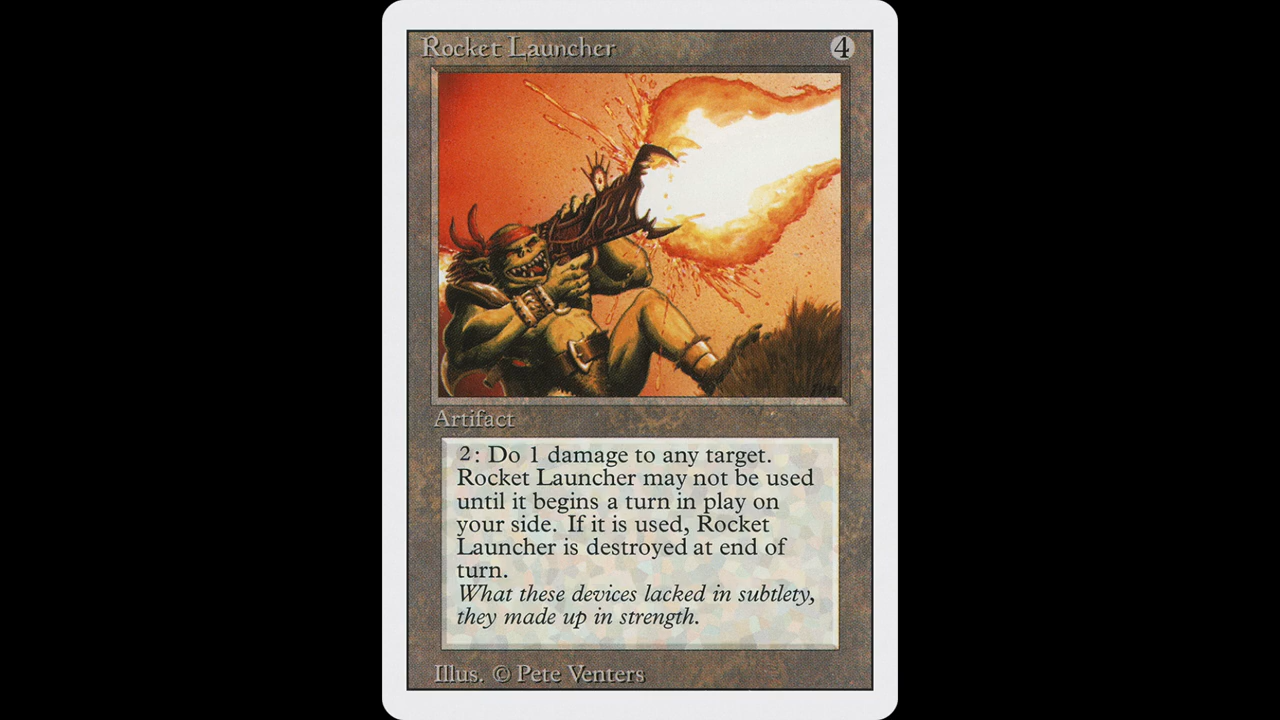 Rocket Launcher 4
Artifact
2: Do 1 damage to any target.
Rocket Launcher may not be used
until it begins a turn in play on
your side. If it is used, Rocket
Launcher is destroyed at end of
turn.
What these devices lacked in subtlety,
they made up in strength.
Illus. © Pete Venters